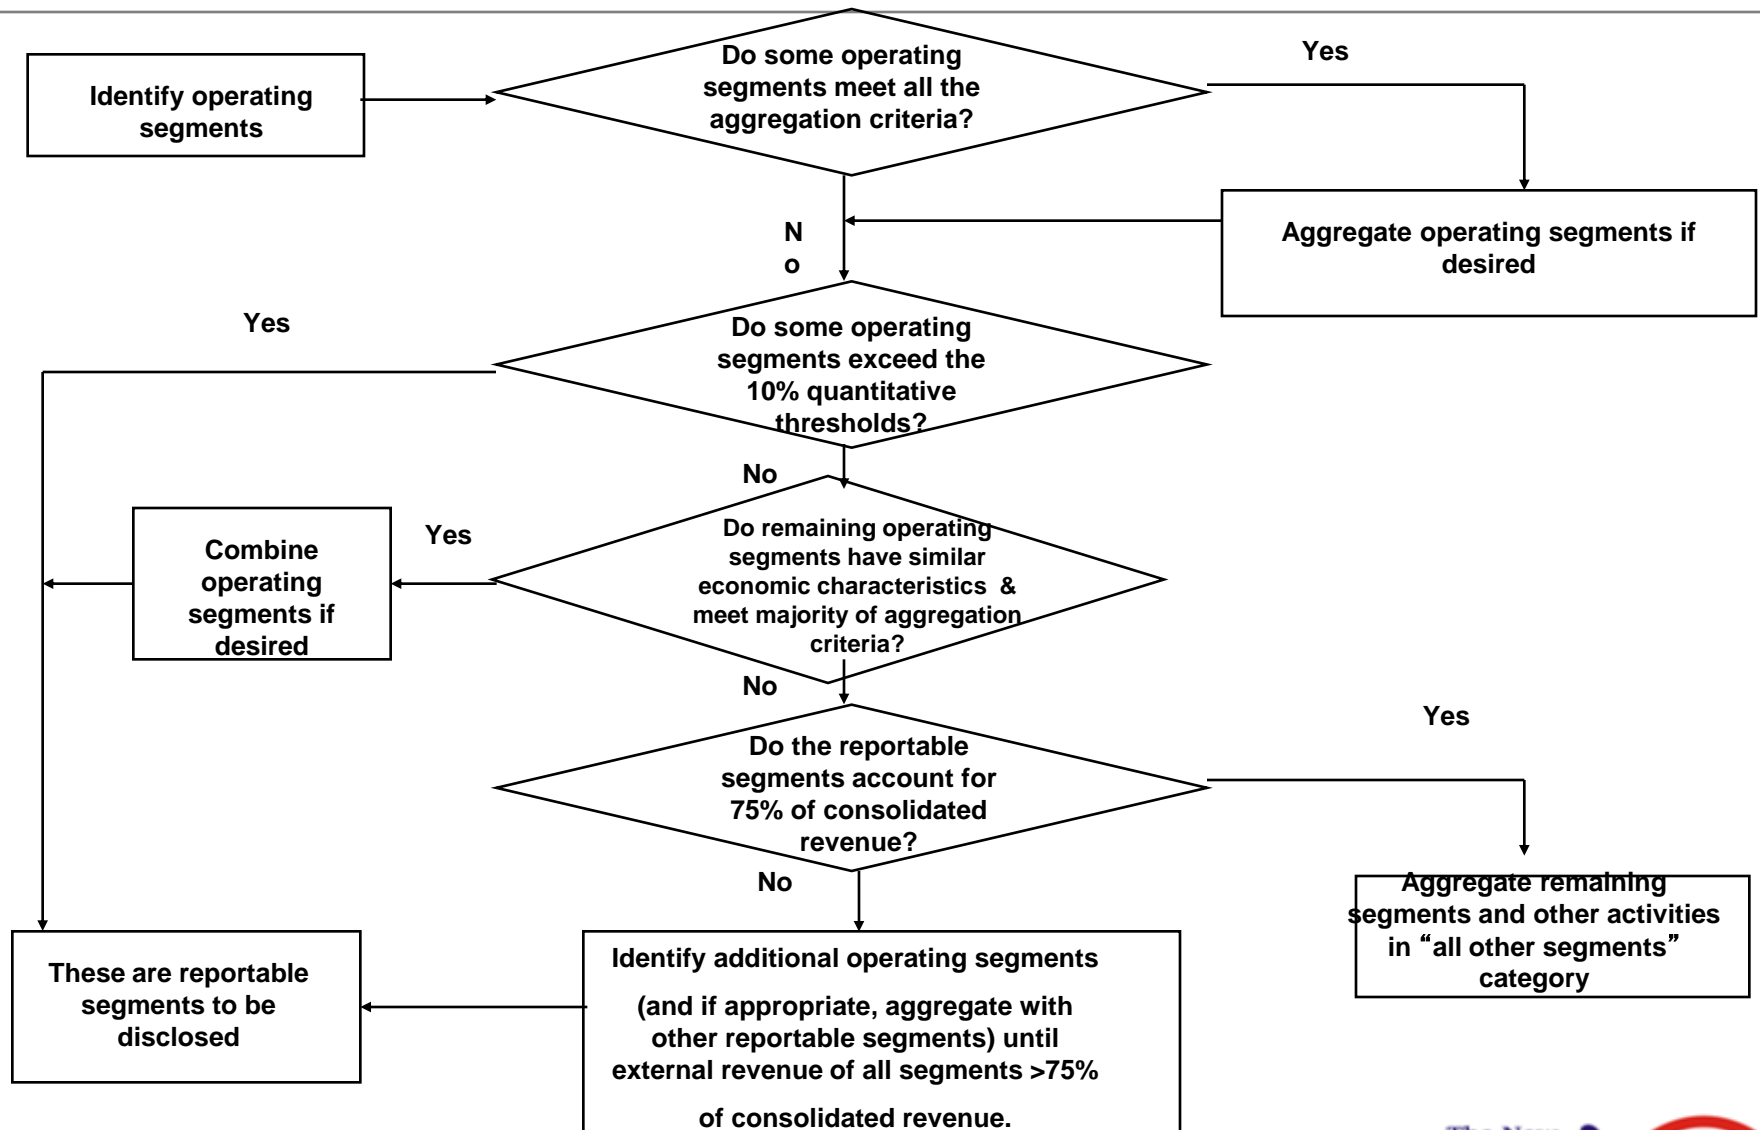 Do some operating
segments meet all the
aggregation criteria?
Yes
Identify operating
segments
N
o
Aggregate operating segments if
desired
Yes
Do some operating
segments exceed the
10% quantitative
thresholds?
No
Do remaining operating
segments have similar
economic characteristics &
meet majority of aggregation
criteria?
Yes
Combine
operating
segments if
desired
No
Yes
Do the reportable
segments account for
75% of consolidated
revenue?
No
Aggregate remaining
segments and other activities
in “all other segments”
category
These are reportable
segments to be
disclosed
Identify additional operating segments
(and if appropriate, aggregate with
other reportable segments) until
external revenue of all segments >75%
of consolidated revenue.
The New